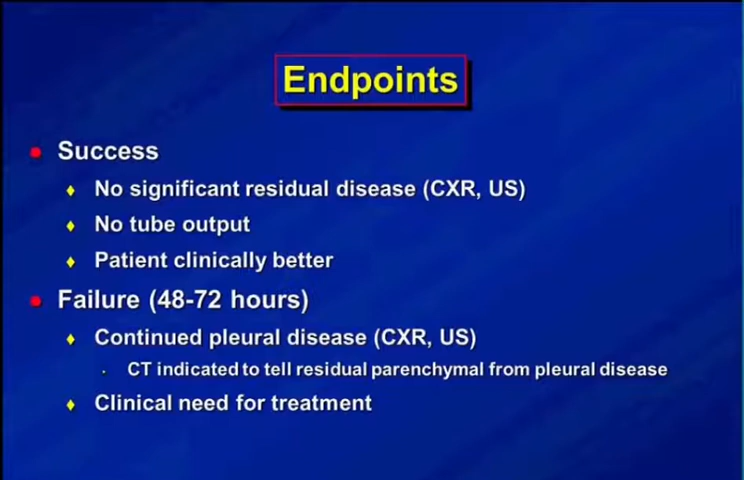 Endpoints
Success
No significant residual disease (CXR, US)
No tube output
Patient clinically better
Failure (48-72 hours)
Continued pleural disease (CXR, US)
CT indicated to tell residual parenchymal from pleural disease
Clinical need for treatment